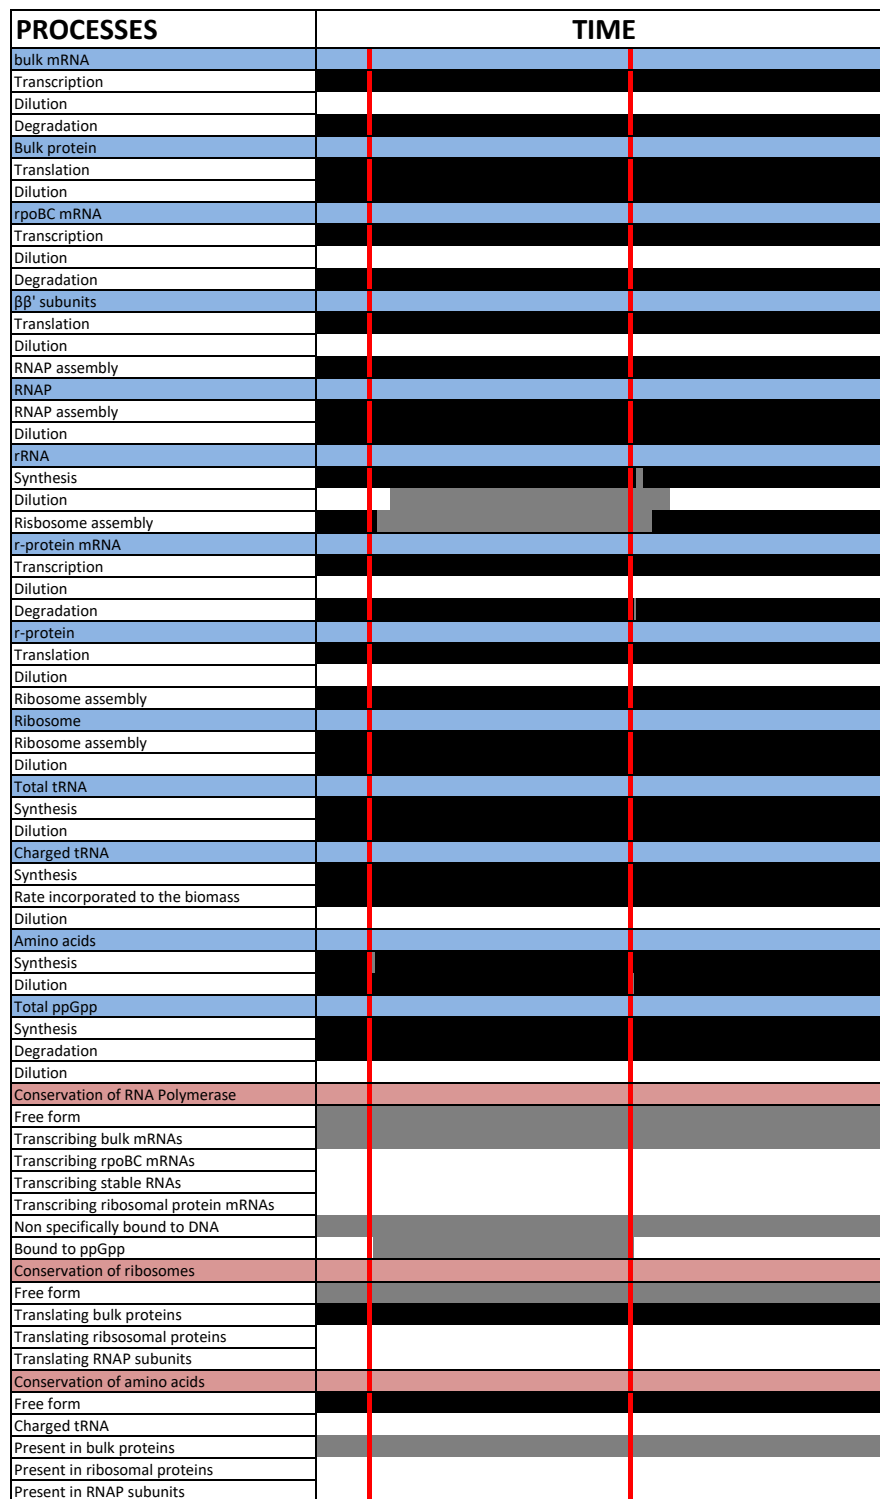 PROCESSES TIME
bulk mRNA
Transcription
Dilution
Degradation
Bulk protein
Translation
Dilution
rpoBC mRNA
Transcription
Dilution
Degradation
ββ' subunits
Translation
Dilution
RNAP assembly
RNAP
RNAP assembly
Dilution
rRNA
Synthesis
Dilution
Risbosome assembly
r-protein mRNA
Transcription
Dilution
Degradation
r-protein
Translation
Dilution
Ribosome assembly
Ribosome
Ribosome assembly
Dilution
Total tRNA
Synthesis
Dilution
Charged tRNA
Synthesis
Rate incorporated to the biomass
Dilution
Amino acids
Synthesis
Dilution
Total ppGpp
Synthesis
Degradation
Dilution
Conservation of RNA Polymerase
Free form
Transcribing bulk mRNAs
Transcribing rpoBC mRNAs
Transcribing stable RNAs
Transcribing ribosomal protein mRNAs
Non specifically bound to DNA
Bound to ppGpp
Conservation of ribosomes
Free form
Translating bulk proteins
Translating ribsosomal proteins
Translating RNAP subunits
Conservation of amino acids
Free form
Charged tRNA
Present in bulk proteins
Present in ribosomal proteins
Present in RNAP subunits